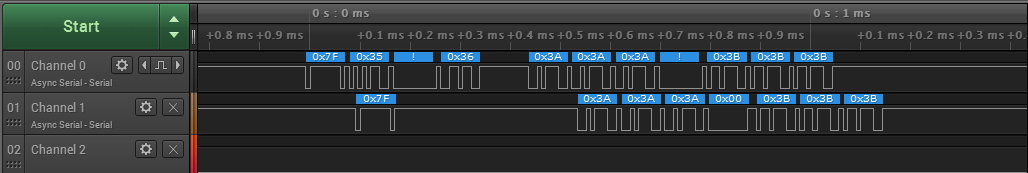 Start
0 s : 0 ms 0 s : 1 ms
+0.8 ms +0.9 ms +0.1 ms +0.2 ms +0.3 ms +0.4 ms +0.5 ms +0.6 ms +0.7 ms +0.8 ms +0.9 ms +0.1 ms +0.2 ms +0.3 ms +0.
00 Channel 0 0x7F 0x35 ! 0x36 0x3A 0x3A 0x3A ! 0x3B 0x3B 0x3B
Async Serial - Serial
01 Channel 1 0x7F 0x3A 0x3A 0x3A 0x00 0x3B 0x3B 0x3B
Async Serial - Serial
02 Channel 2